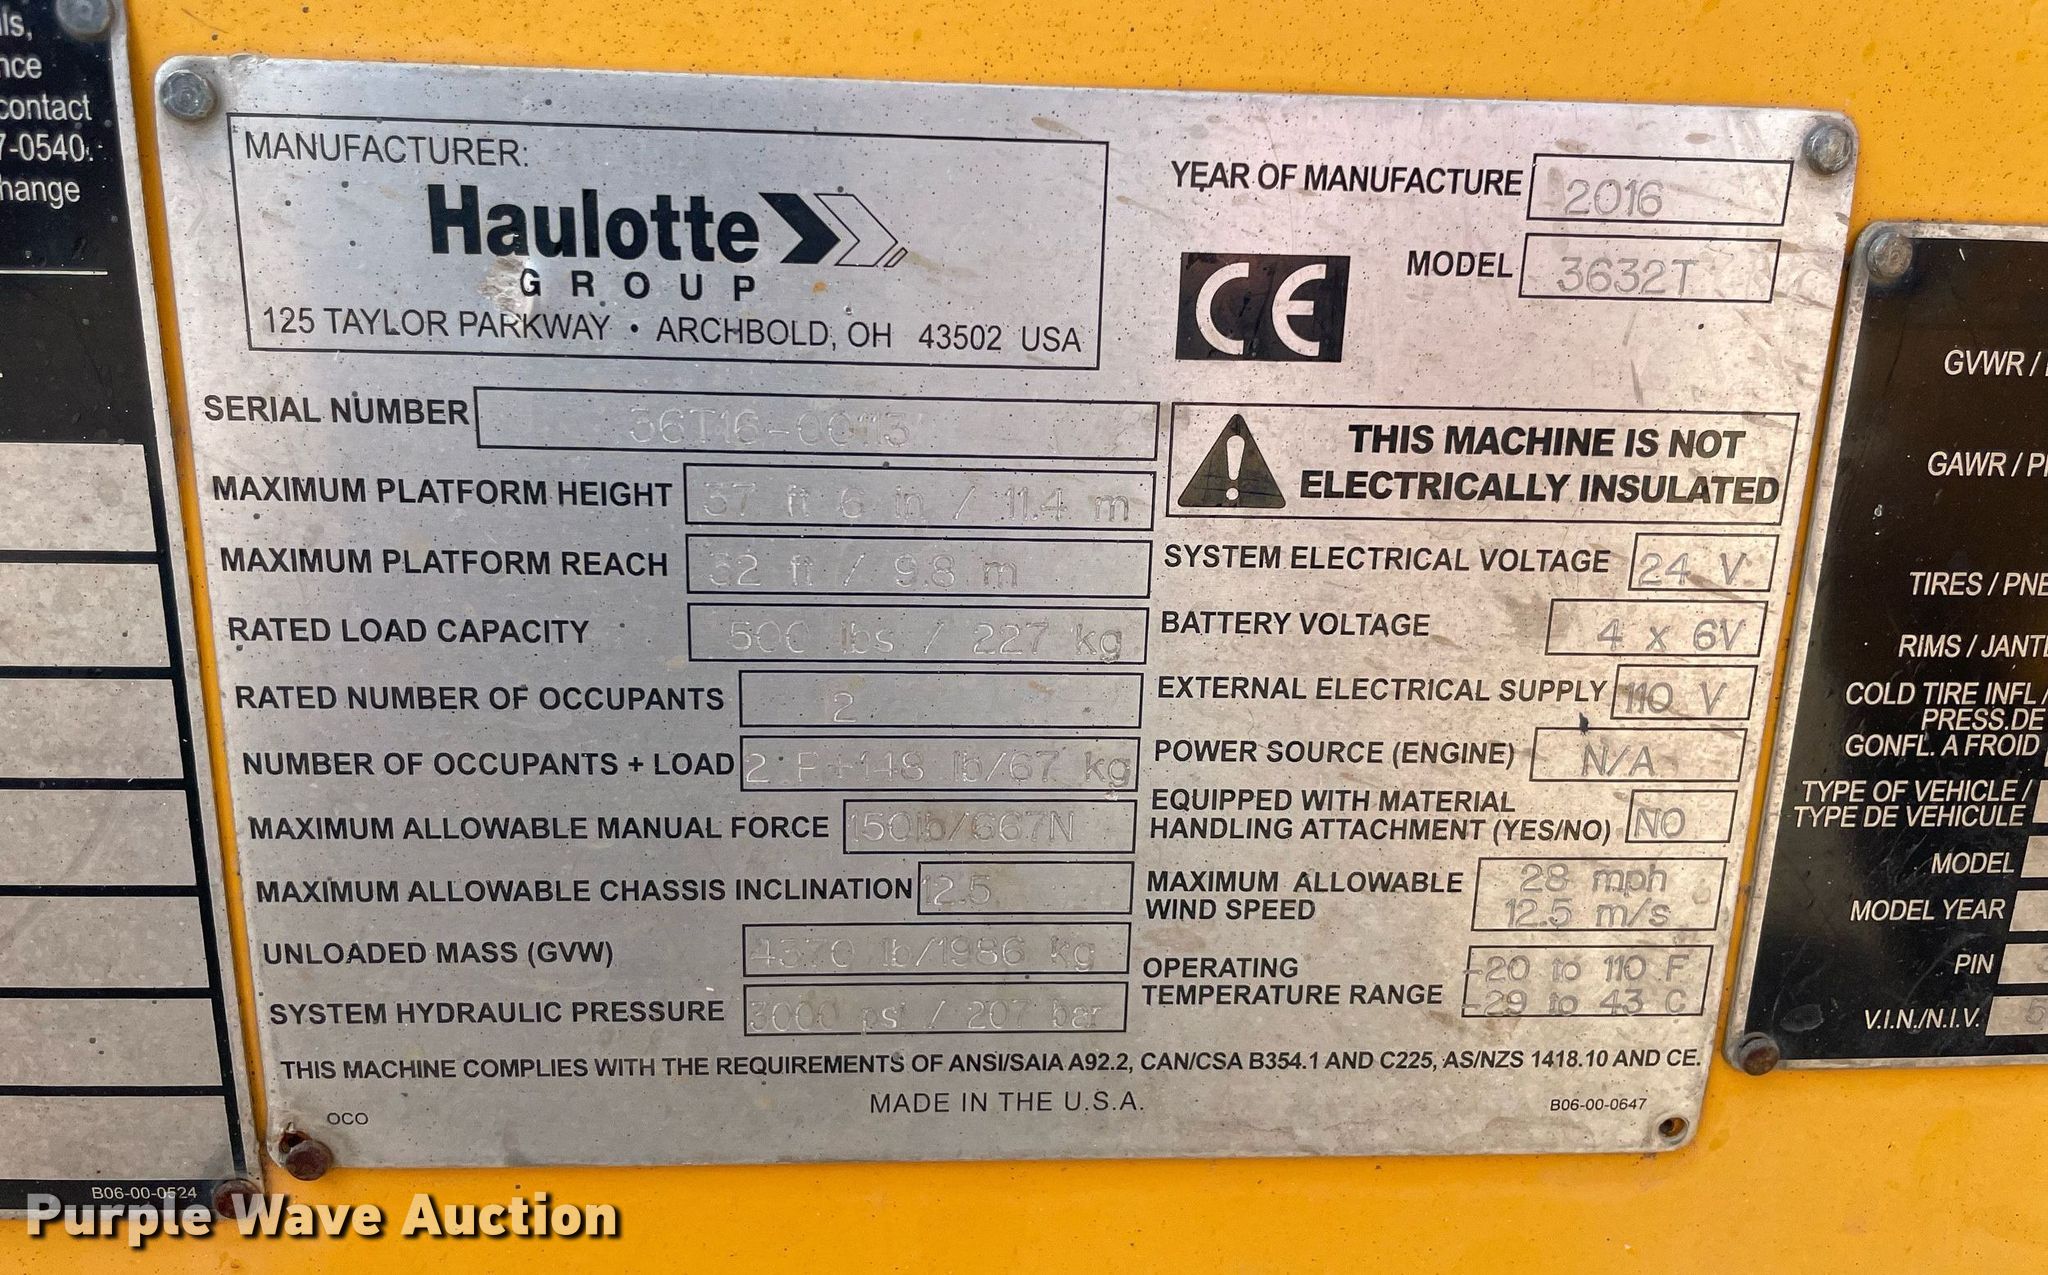 ls,
nce
contact
7-0540.
hange
B06-00-0524
MANUFACTURER:
Haulotte
GROUP
125 TAYLOR PARKWAY • ARCHBOLD, OH 43502 USA
YEAR OF MANUFACTURE 2016
CE
MODEL 3632T
SERIAL NUMBER 36T16-00113
MAXIMUM PLATFORM HEIGHT 37 ft 6 in / 11.4 m
MAXIMUM PLATFORM REACH 32 ft / 9.8 m
RATED LOAD CAPACITY 500 lbs / 227 kg
RATED NUMBER OF OCCUPANTS 2
NUMBER OF OCCUPANTS + LOAD 2 P+148 lb/67 kg
MAXIMUM ALLOWABLE MANUAL FORCE 150lb/667N
MAXIMUM ALLOWABLE CHASSIS INCLINATION 12.5
UNLOADED MASS (GVW) 4370 lb/1986 kg
SYSTEM HYDRAULIC PRESSURE 3000 psi / 207 bar
THIS MACHINE IS NOT
ELECTRICALLY INSULATED
SYSTEM ELECTRICAL VOLTAGE 24 V
BATTERY VOLTAGE 4 x 6V
EXTERNAL ELECTRICAL SUPPLY 110 V
POWER SOURCE (ENGINE) N/A
EQUIPPED WITH MATERIAL
HANDLING ATTACHMENT (YES/NO) NO
MAXIMUM ALLOWABLE 28 mph
WIND SPEED 12.5 m/s
OPERATING -20 to 110 F
TEMPERATURE RANGE -29 to 43 C
THIS MACHINE COMPLIES WITH THE REQUIREMENTS OF ANSI/SAIA A92.2, CAN/CSA B354.1 AND C225, AS/NZS 1418.10 AND CE.
MADE IN THE U.S.A.
OCO
B06-00-0647
GVWR /
GAWR / P
TIRES / PNE
RIMS / JANTE
COLD TIRE INFL /
PRESS.DE
GONFL. A FROID
TYPE OF VEHICLE /
TYPE DE VEHICULE
MODEL
MODEL YEAR
PIN
V.I.N./N.I.V. 5
Purple Wave Auction